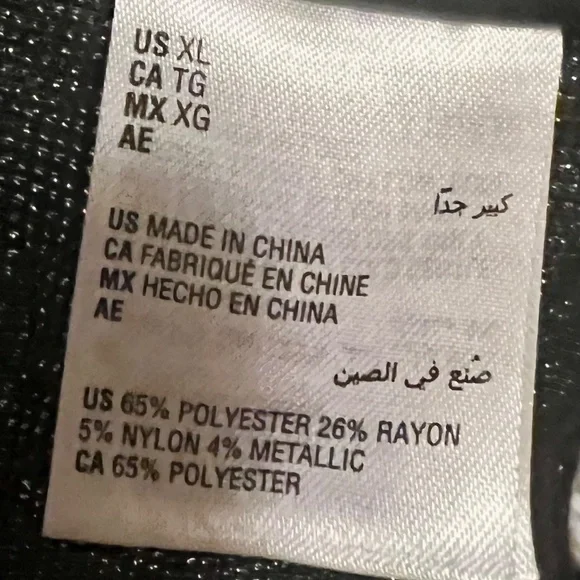 US XL
CA TG
MX XG
AE
كبير جدًا
US MADE IN CHINA
CA FABRIQUÉ EN CHINE
MX HECHO EN CHINA
AE
صُنع في الصين
US 65% POLYESTER 26% RAYON
5% NYLON 4% METALLIC
CA 65% POLYESTER